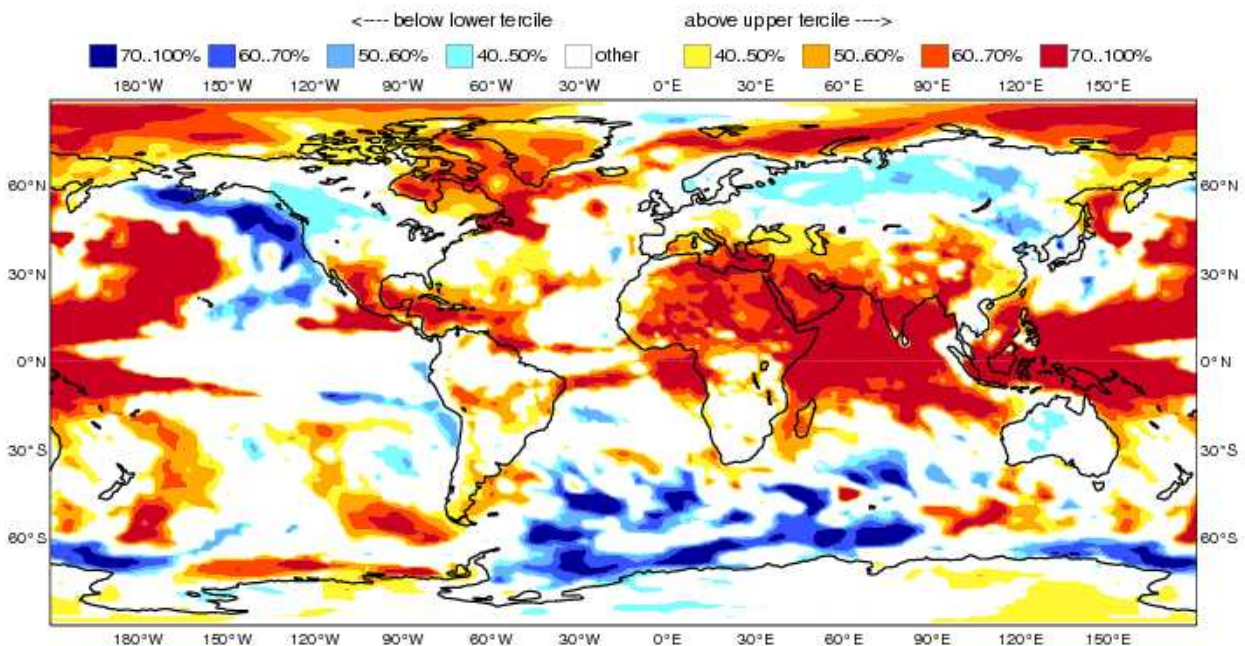 <---- below lower tercile above upper tercile ---->
70..100% 60..70% 50..60% 40..50% other 40..50% 50..60% 60..70% 70..100%
180°W 150°W 120°W 90°W 60°W 30°W 0°E 30°E 60°E 90°E 120°E 150°E
60°N 60°N
30°N 30°N
0°N 0°N
30°S 30°S
60°S 60°S
180°W 150°W 120°W 90°W 60°W 30°W 0°E 30°E 60°E 90°E 120°E 150°E